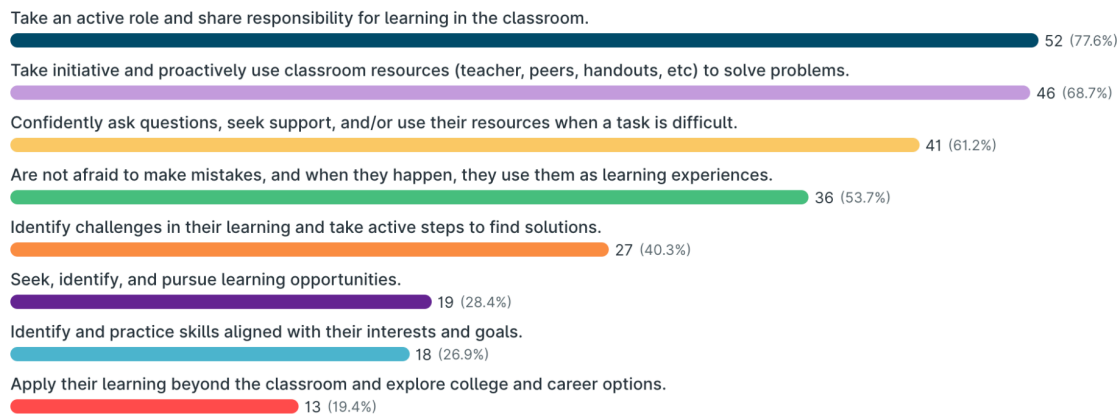 Take an active role and share responsibility for learning in the classroom.
52 (77.6%)
Take initiative and proactively use classroom resources (teacher, peers, handouts, etc) to solve problems.
46 (68.7%)
Confidently ask questions, seek support, and/or use their resources when a task is difficult.
41 (61.2%)
Are not afraid to make mistakes, and when they happen, they use them as learning experiences.
36 (53.7%)
Identify challenges in their learning and take active steps to find solutions.
27 (40.3%)
Seek, identify, and pursue learning opportunities.
19 (28.4%)
Identify and practice skills aligned with their interests and goals.
18 (26.9%)
Apply their learning beyond the classroom and explore college and career options.
13 (19.4%)